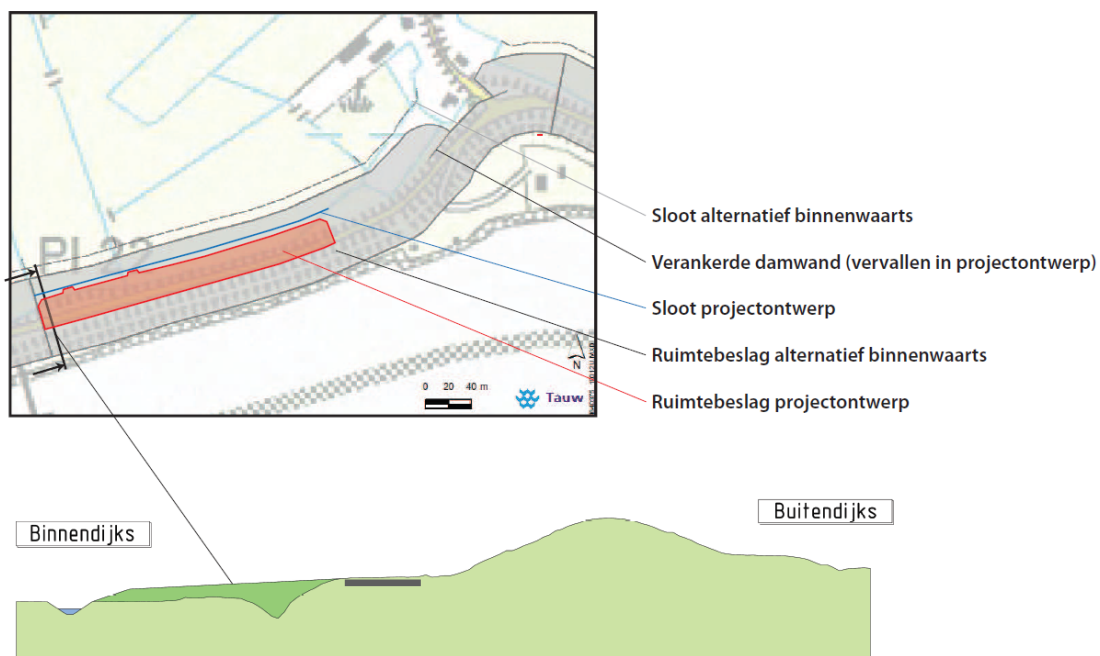 Sloot alternatief binnenwaarts
Verankerde damwand (vervallen in projectontwerp)
Sloot projectontwerp
Ruimtebeslag alternatief binnenwaarts
Ruimtebeslag projectontwerp
N
0 20 40 m
Tauw
Binnendijks
Buitendijks